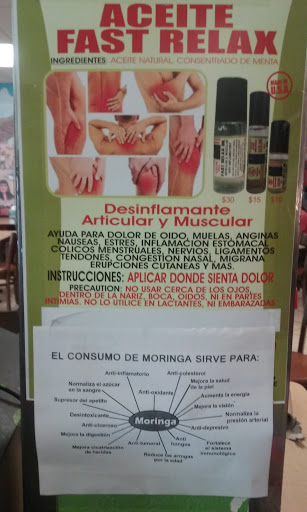 ACEITE
FAST RELAX
INGREDIENTES: ACEITE NATURAL, CONSENTRADO DE MENTA
MADE IN
U.S.A
$30
$15
Desinflamante
Articular y Muscular
AYUDA PARA DOLOR DE OIDO, MUELAS, ANGINAS
NAUSEAS, ESTRES, INFLAMACION ESTOMACAL
COLICOS MENSTRUALES, NERVIOS, LIGAMENTOS
TENDONES, CONGESTION NASAL, MIGRANA
ERUPCIONES CUTANEAS Y MAS.
INSTRUCCIONES: APLICAR DONDE SIENTA DOLOR
PRECAUTION: NO USAR CERCA DE LOS OJOS,
DENTRO DE LA NARIZ, BOCA, OIDOS, NI EN PARTES
INTIMAS. NO LO UTILICE EN LACTANTES, NI EMBARAZADAS
EL CONSUMO DE MORINGA SIRVE PARA:
Anti-inflamatorio
Anti-colesterol
Normaliza el azúcar
en la sangre
Anti-oxidante
Mejora la salud
de la piel
Supresor del apetito
Aumenta la energía
Desintoxicante
Mejora la visión
Moringa
Anti-ulceroso
Normaliza la
presión arterial
Mejora la digestión
Anti-depresivo
Mejora cicatrización
de heridas
Anti-tumoral
Anti
hongos
Fortalece
el sistema
inmunológico
Reduce las arrugas
por la edad